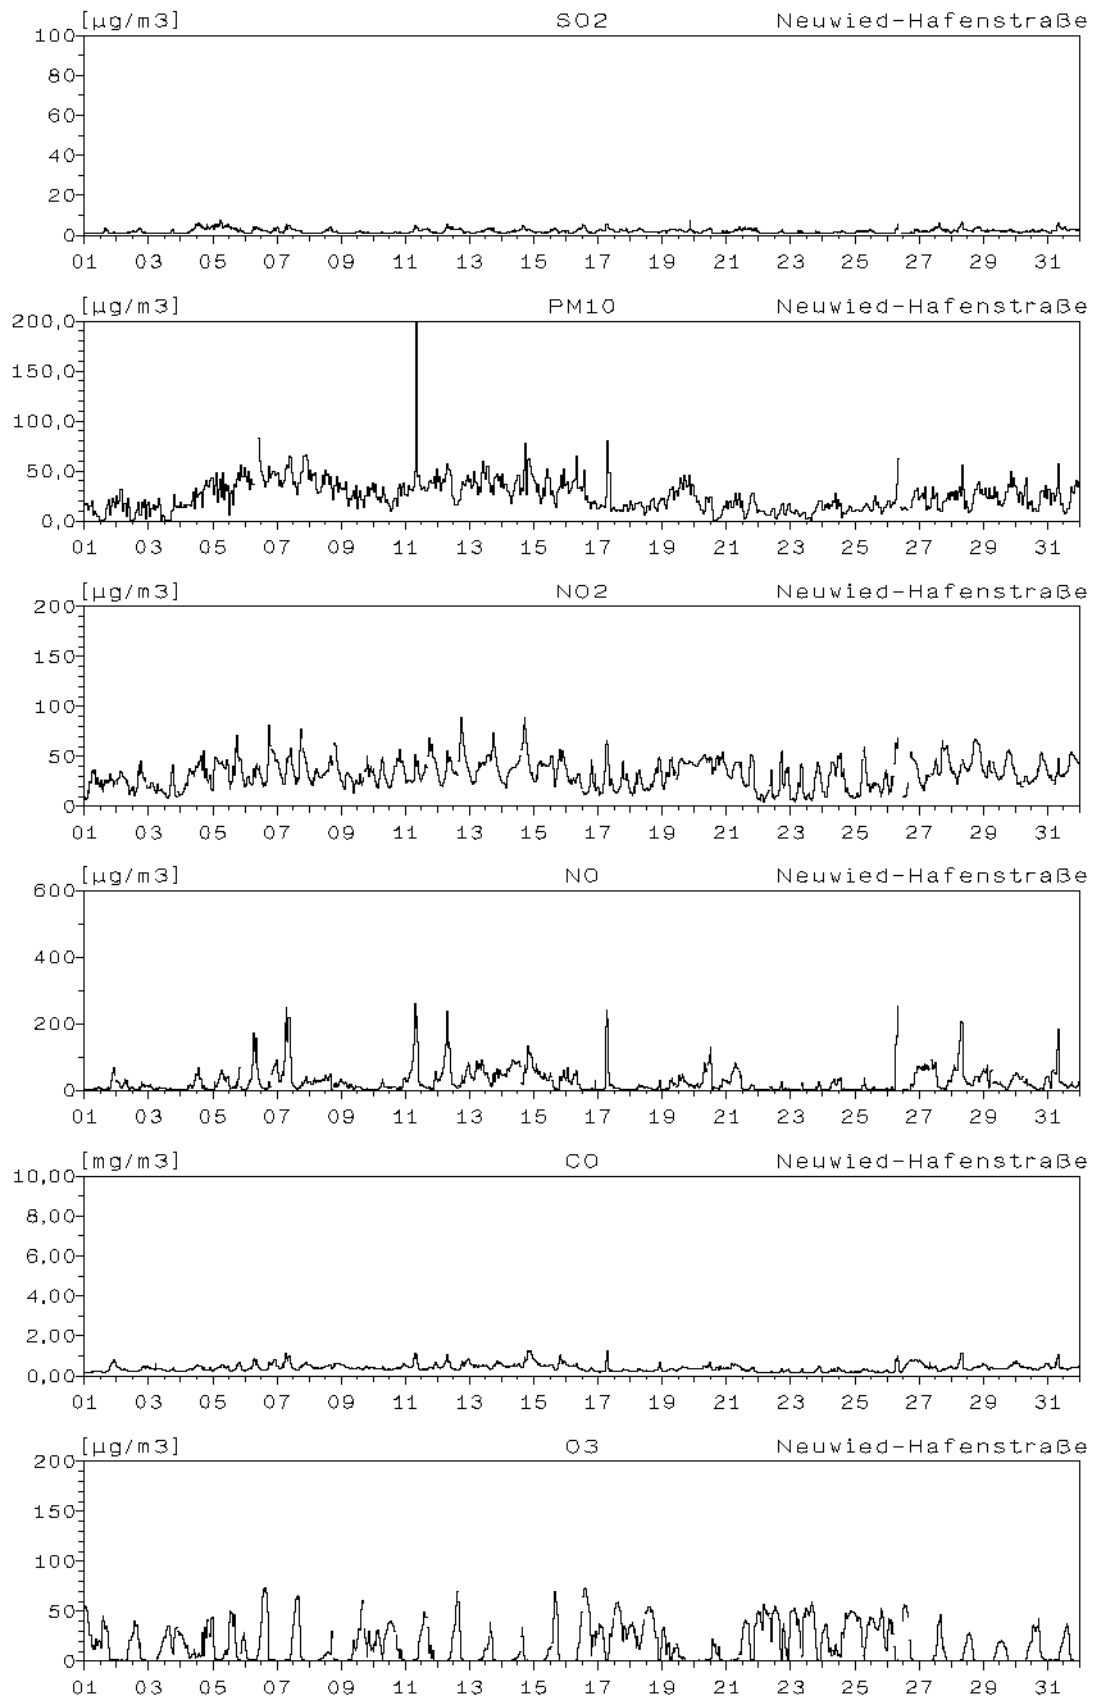 [µg/m3] SO2 Neuwied-Hafenstraße
100
80
60
40
20
0
01 03 05 07 09 11 13 15 17 19 21 23 25 27 29 31
[µg/m3] PM10 Neuwied-Hafenstraße
200,0
150,0
100,0
50,0
0,0
01 03 05 07 09 11 13 15 17 19 21 23 25 27 29 31
[µg/m3] NO2 Neuwied-Hafenstraße
200
150
100
50
0
01 03 05 07 09 11 13 15 17 19 21 23 25 27 29 31
[µg/m3] NO Neuwied-Hafenstraße
600
400
200
0
01 03 05 07 09 11 13 15 17 19 21 23 25 27 29 31
[mg/m3] CO Neuwied-Hafenstraße
10,00
8,00
6,00
4,00
2,00
0,00
01 03 05 07 09 11 13 15 17 19 21 23 25 27 29 31
[µg/m3] O3 Neuwied-Hafenstraße
200
150
100
50
0
01 03 05 07 09 11 13 15 17 19 21 23 25 27 29 31